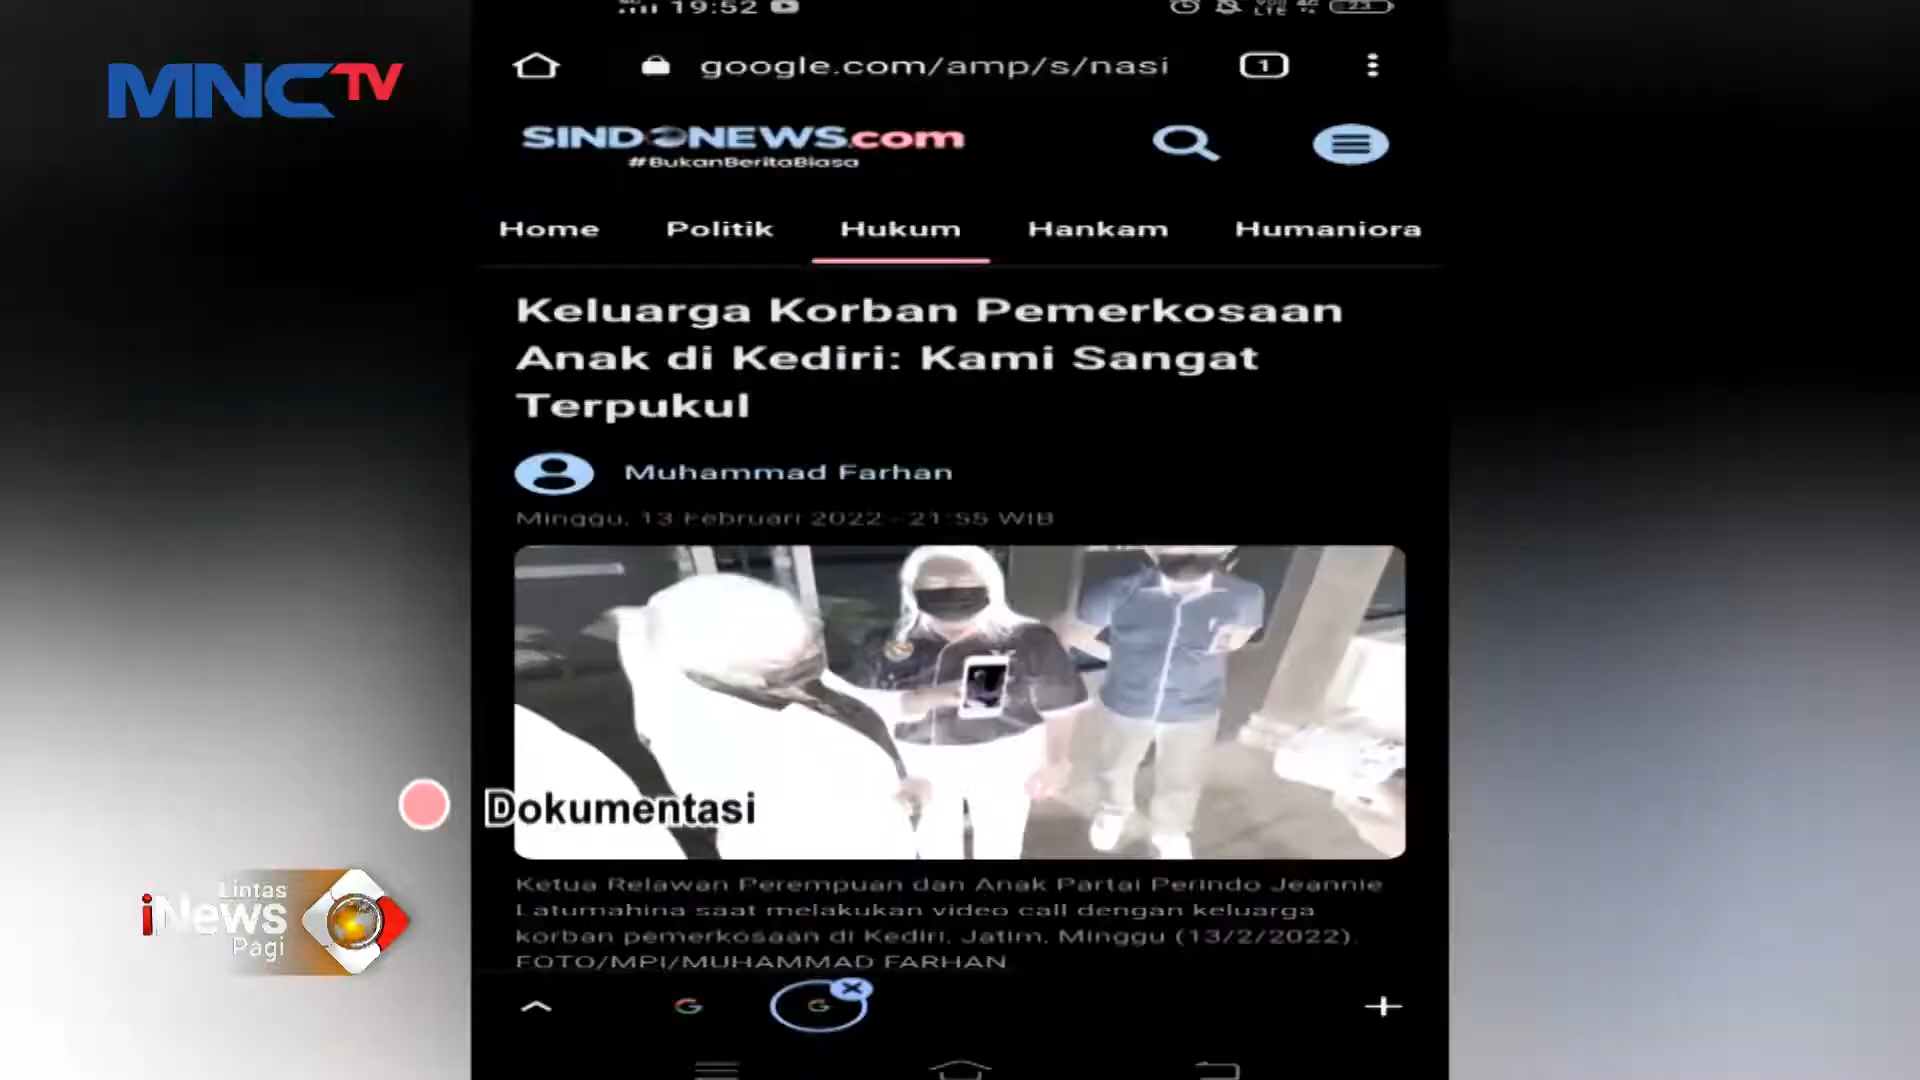 19:52
MNCTV
google.com/amp/s/nasi
1
SINDONEWS.com
#BukanBeritaBiasa
Home Politik Hukum Hankam Humaniora
Keluarga Korban Pemerkosaan
Anak di Kediri: Kami Sangat
Terpukul
Muhammad Farhan
Minggu, 13 Februari 2022 - 21:55 WIB
Dokumentasi
Ketua Relawan Perempuan dan Anak Partai Perindo Jeannie
Latumahina saat melakukan video call dengan keluarga
korban pemerkosaan di Kediri, Jatim, Minggu (13/2/2022).
FOTO/MPI/MUHAMMAD FARHAN
Lintas
iNews
Pagi